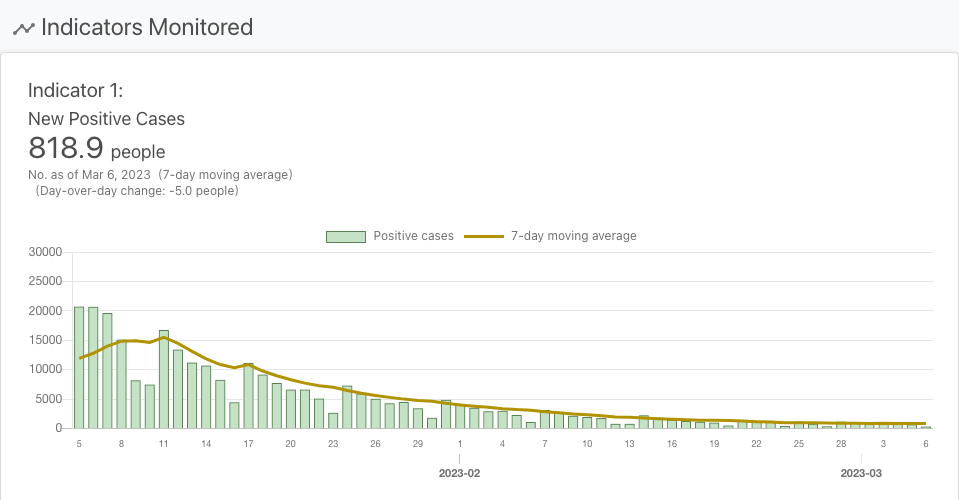 Indicators Monitored
Indicator 1:
New Positive Cases
818.9 people
No. as of Mar 6, 2023 (7-day moving average)
(Day-over-day change: -5.0 people)
Positive cases 7-day moving average
30000
25000
20000
15000
10000
5000
0
5 8 11 14 17 20 23 26 29 1 4 7 10 13 16 19 22 25 28 3 6
2023-02 2023-03